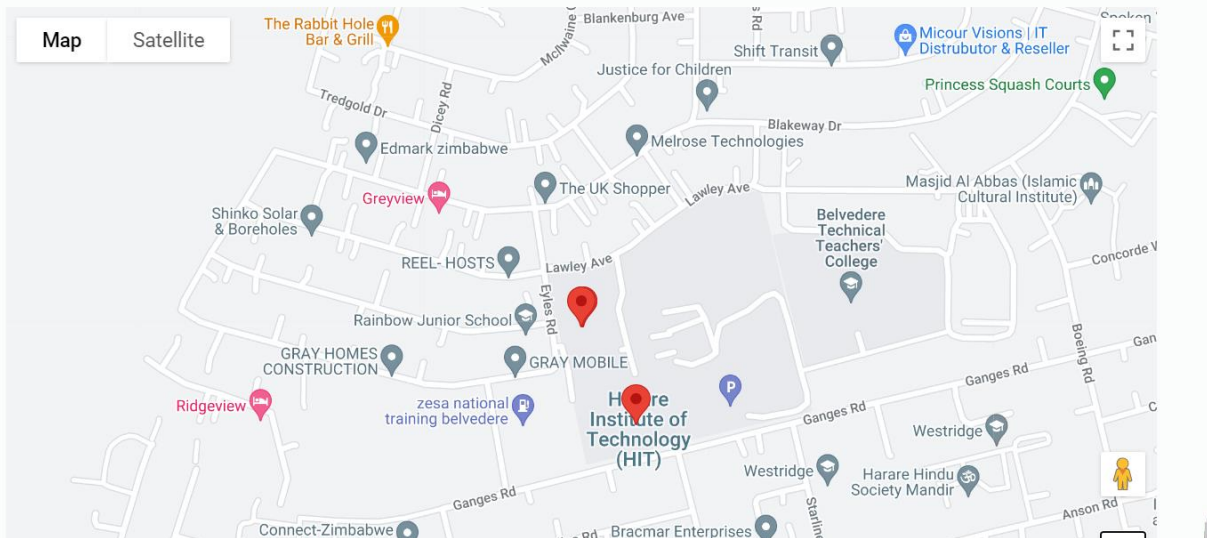 Map
Satellite
The Rabbit Hole
Bar & Grill
Blankenburg Ave
McIlwaine
Rd
Shift Transit
Micour Visions | IT
Distrubutor & Reseller
Justice for Children
Princess Squash Courts
Tredgold Dr
Dicey Rd
Blakeway Dr
Edmark zimbabwe
Melrose Technologies
Greyview
The UK Shopper
Lawley Ave
Masjid Al Abbas (Islamic
Cultural Institute)
Shinko Solar
& Boreholes
Belvedere
Technical
Teachers'
College
REEL- HOSTS
Lawley Ave
Concorde
Eyles Rd
Rainbow Junior School
Boeing Rd
GRAY HOMES
CONSTRUCTION
GRAY MOBILE
P
Ganges Rd
Ridgeview
zesa national
training belvedere
Institute of
Technology
(HIT)
Ganges Rd
Westridge
Westridge
Harare Hindu
Society Mandir
Ganges Rd
Anson Rd
Connect-Zimbabwe
Rd
Bracmar Enterprises